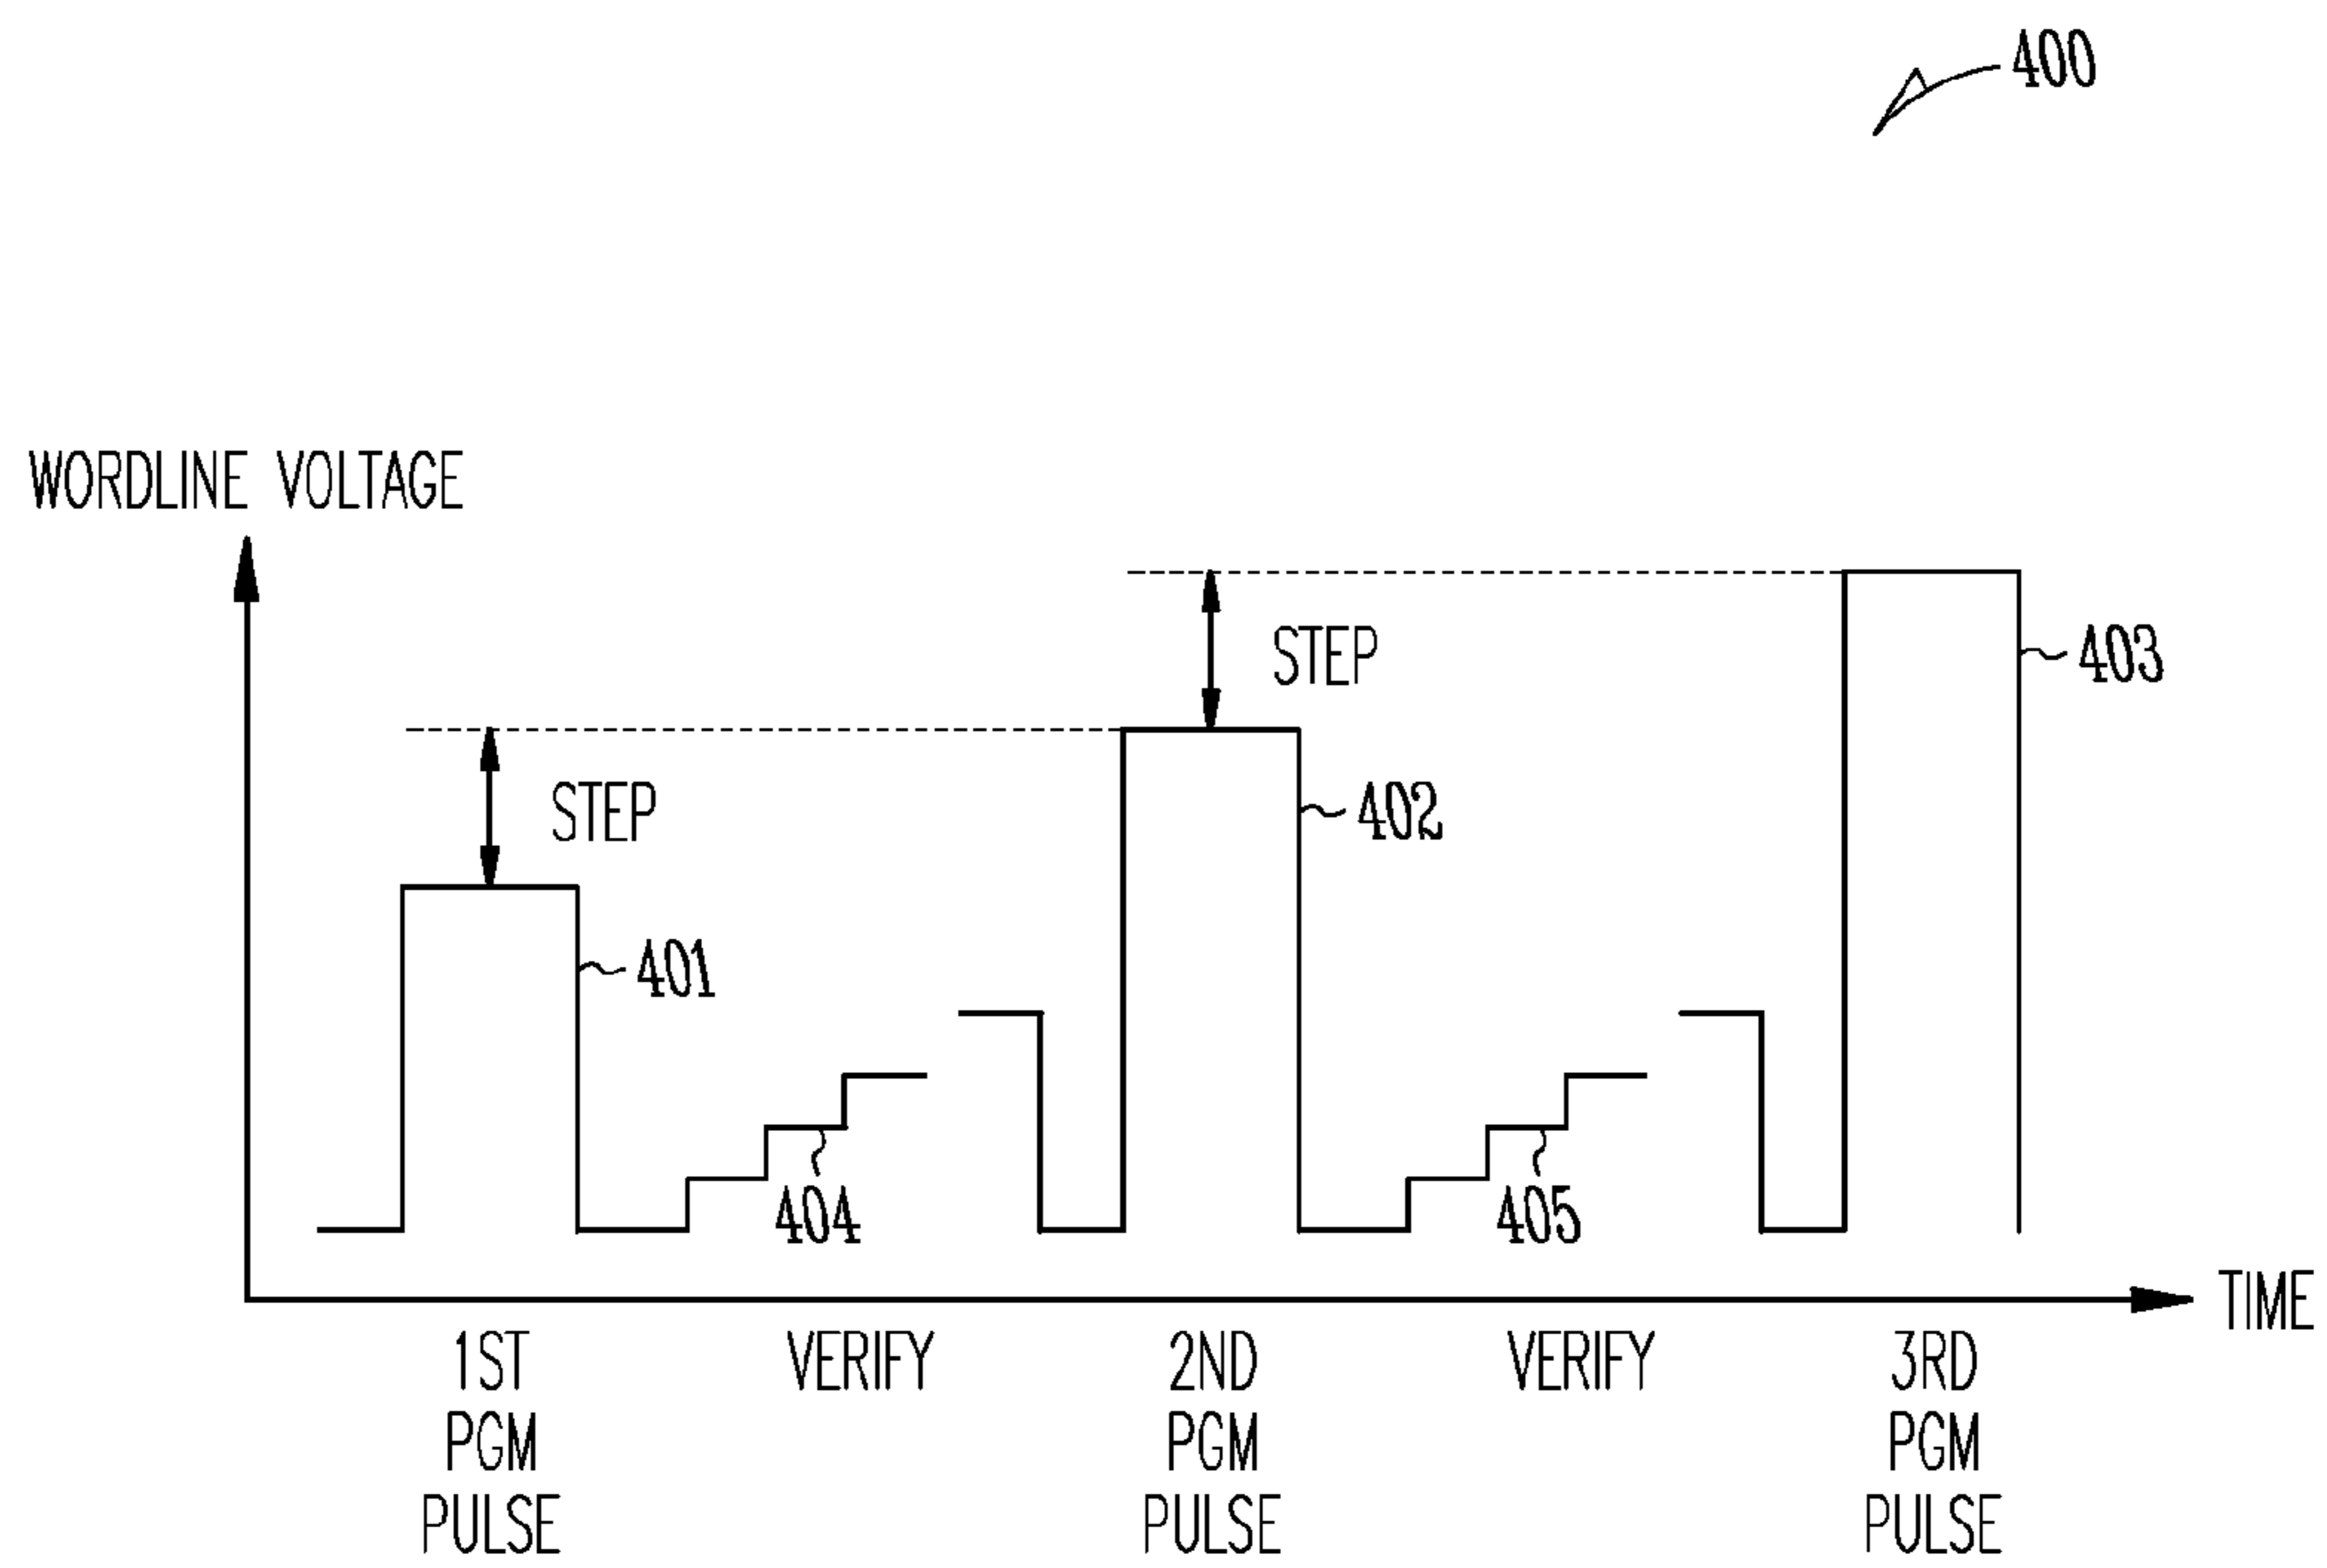 400
WORDLINE VOLTAGE
STEP
403
STEP
402
401
404
405
TIME
1ST PGM PULSE
VERIFY
2ND PGM PULSE
VERIFY
3RD PGM PULSE